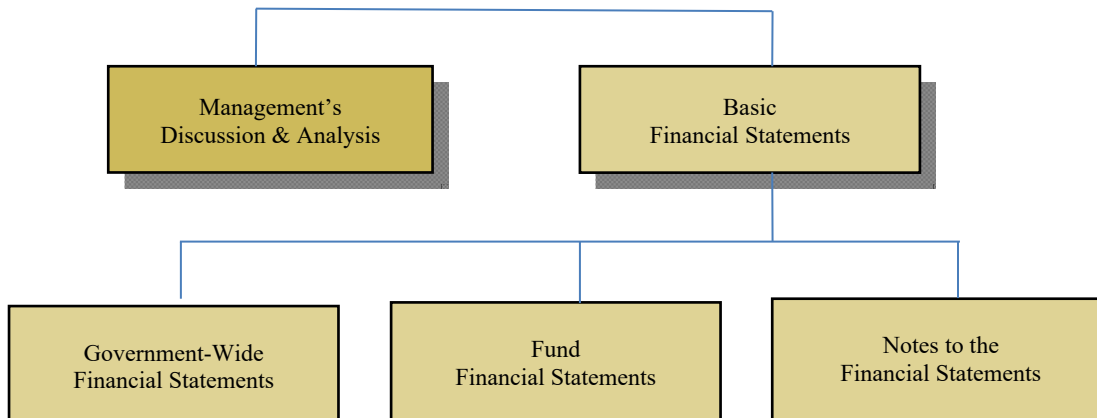 Management’s
Discussion & Analysis
Basic
Financial Statements
Government-Wide
Financial Statements
Fund
Financial Statements
Notes to the
Financial Statements